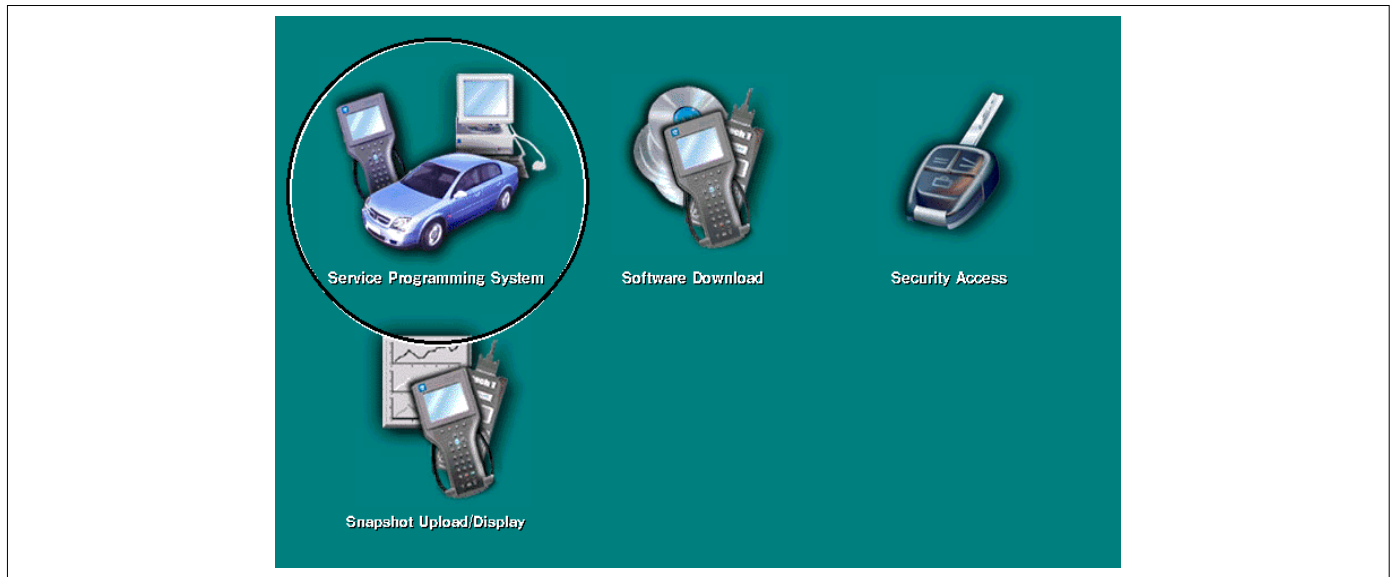 Service Programming System
Software Download
Security Access
Snapshot Upload/Display